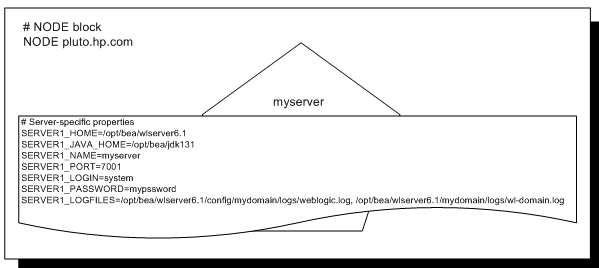 # NODE block
NODE pluto.hp.com
myserver
# Server-specific properties
SERVER1_HOME=/opt/bea/wlserver6.1
SERVER1_JAVA_HOME=/opt/bea/jdk131
SERVER1_NAME=myserver
SERVER1_PORT=7001
SERVER1_LOGIN=system
SERVER1_PASSWORD=mypssword
SERVER1_LOGFILES=/opt/bea/wlserver6.1/config/mydomain/logs/weblogic.log, /opt/bea/wlserver6.1/mydomain/logs/wl-domain.log